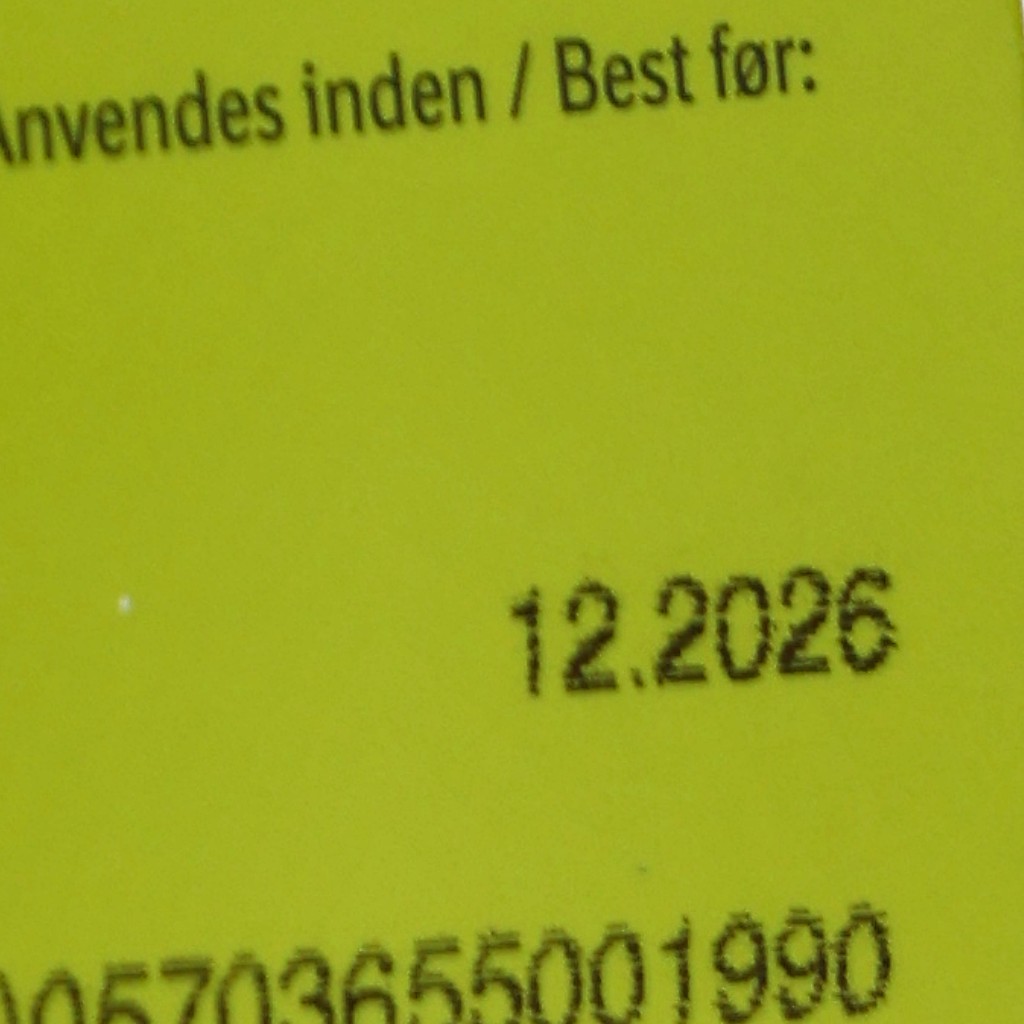 Anvendes inden / Best før:
12.2026
005703655001990